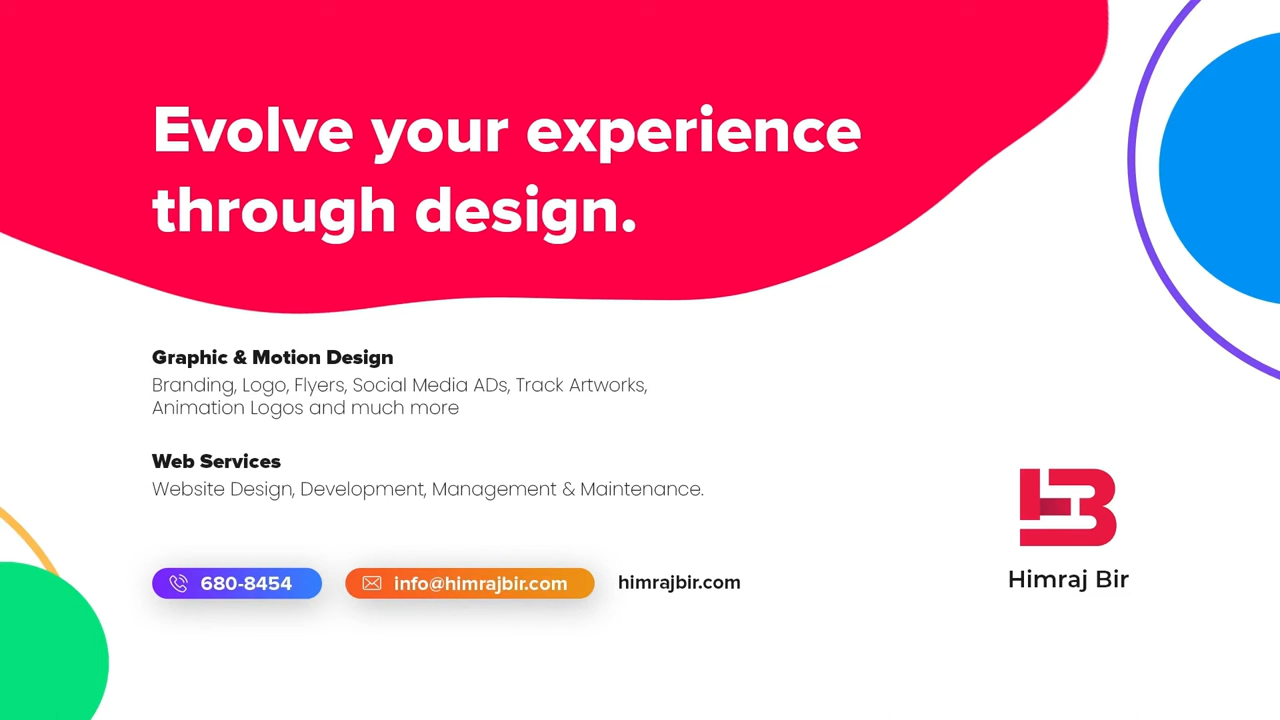 Evolve your experience
through design.
Graphic & Motion Design
Branding, Logo, Flyers, Social Media ADs, Track Artworks,
Animation Logos and much more
Web Services
Website Design, Development, Management & Maintenance.
680-8454
info@himrajbir.com
himrajbir.com
Himraj Bir